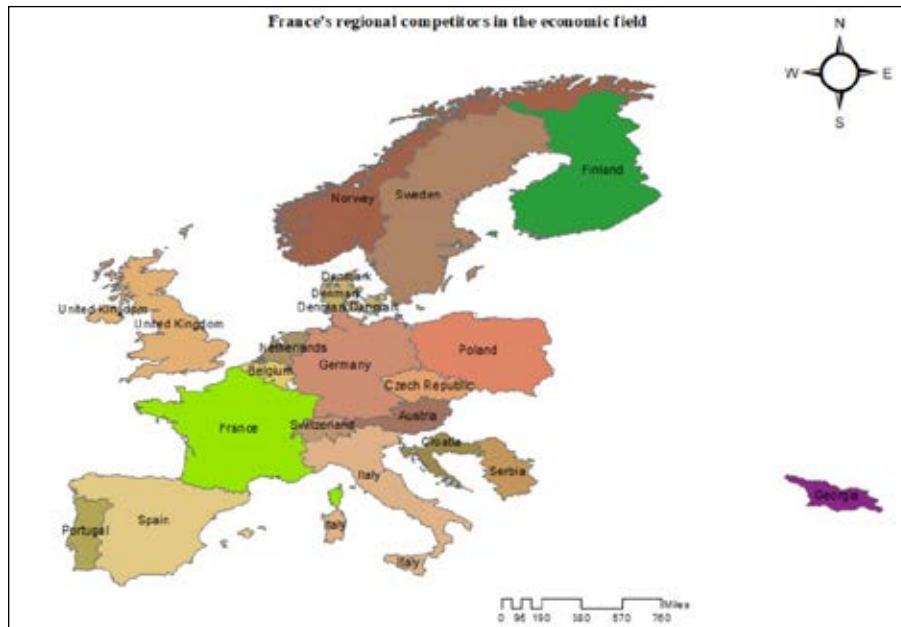 France's regional competitors in the economic field
N
W E
S
Finland
Norway
Sweden
Denmark
Denmark
Denmark Denmark
United Kingdom
United Kingdom
Netherlands
Poland
Belgium
Germany
Czech Republic
Austria
France
Switzerland
Croatia
Italy
Serbia
Georgia
Spain
Portugal
Italy
Italy
Miles
0 95 190 380 570 760